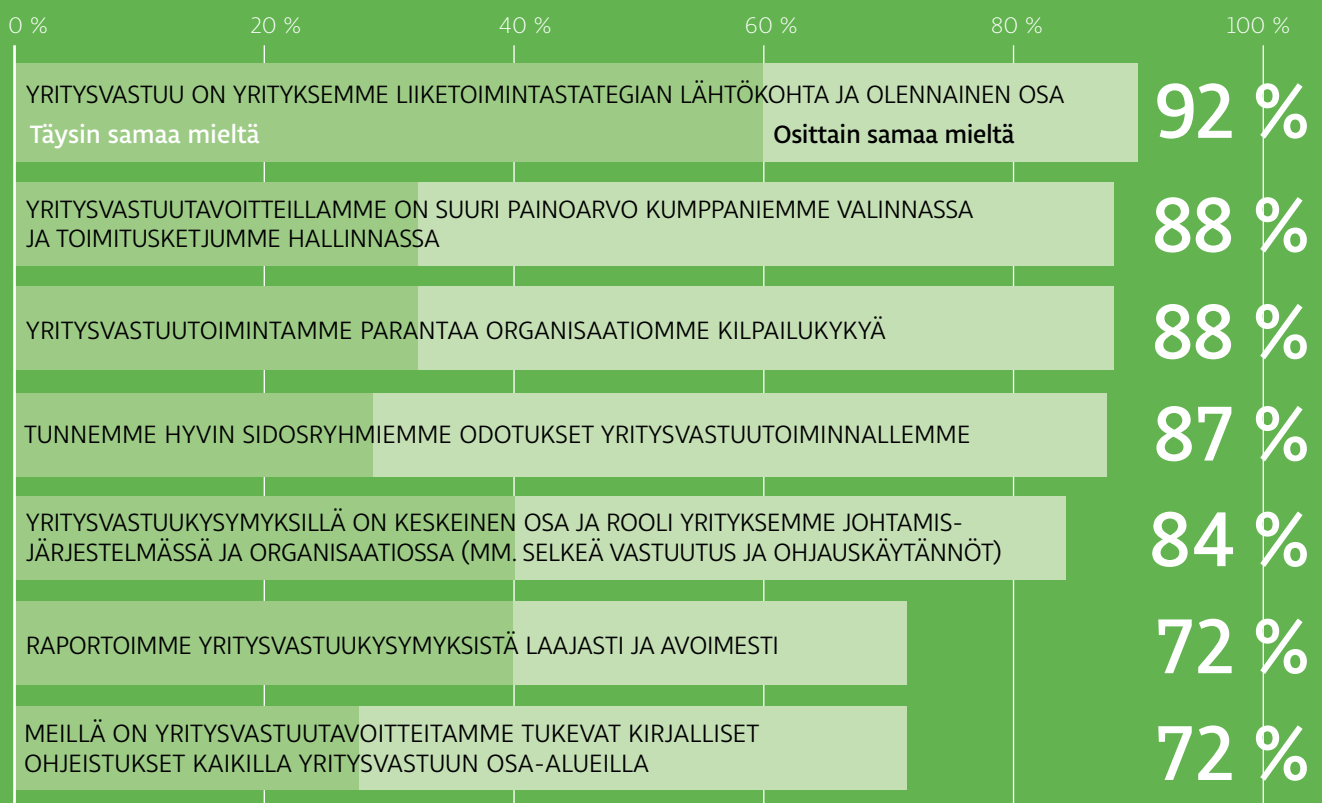 0 % 20 % 40 % 60 % 80 % 100 %
YRITYSVASTUU ON YRITYKSEMME LIIKETOIMINTASTATEGIAN LÄHTÖKOHTA JA OLENNAINEN OSA
Täysin samaa mieltä Osittain samaa mieltä
92 %
YRITYSVASTUUTAVOITTEILLAMME ON SUURI PAINOARVO KUMPPANIEMME VALINNASSA
JA TOIMITUSKETJUMME HALLINNASSA
88 %
YRITYSVASTUUTOIMINTAMME PARANTAA ORGANISAATIOMME KILPAILUKYKYÄ
88 %
TUNNEMME HYVIN SIDOSRYHMIEMME ODOTUKSET YRITYSVASTUUTOIMINNALLEMME
87 %
YRITYSVASTUUKYSYMYKSILLÄ ON KESKEINEN OSA JA ROOLI YRITYKSEMME JOHTAMIS-
JÄRJESTELMÄSSÄ JA ORGANISAATIOSSA (MM. SELKEÄ VASTUUTUS JA OHJAUSKÄYTÄNNÖT)
84 %
RAPORTOIMME YRITYSVASTUUKYSYMYKSISTÄ LAAJASTI JA AVOIMESTI
72 %
MEILLÄ ON YRITYSVASTUUTAVOITTEITAMME TUKEVAT KIRJALLISET
OHJEISTUKSET KAIKILLA YRITYSVASTUUN OSA-ALUEILLA
72 %